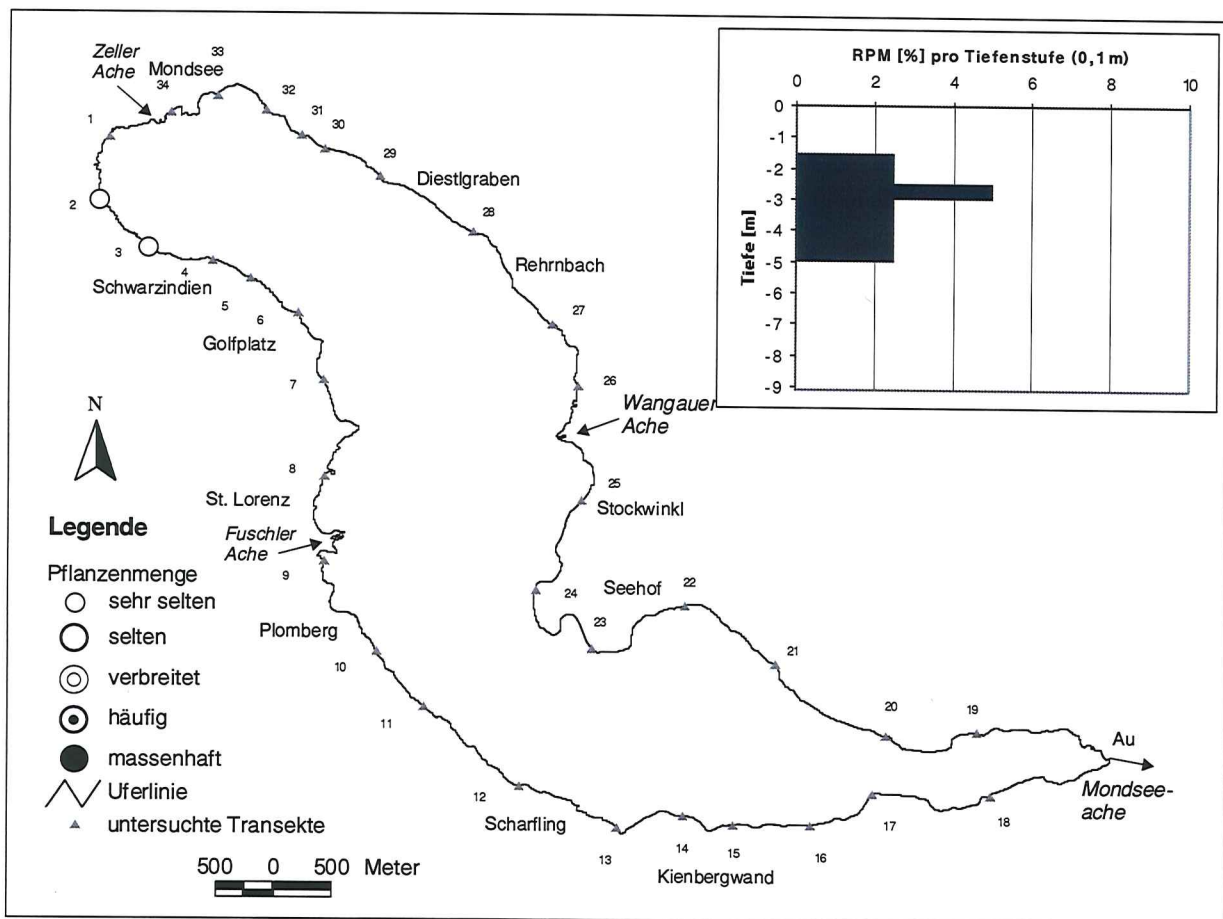 Zeller
Ache
Mondsee
33
34
32
31
30
29
Diestlgraben
28
Rehrnbach
27
26
Wangauer
Ache
25
Stockwinkl
24
Seehof
22
23
21
20
19
Au
Mondsee-
ache
18
17
16
15
14
13
Kienbergwand
Scharfling
12
11
10
Plomberg
9
Fuschler
Ache
St. Lorenz
8
7
Golfplatz
6
5
4
Schwarzindien
3
2
1
N
Legende
Pflanzenmenge
sehr selten
selten
verbreitet
häufig
massenhaft
Uferlinie
untersuchte Transekte
500 0 500 Meter
RPM [%] pro Tiefenstufe (0,1m)
0 2 4 6 8 10
Tiefe [m]
0
-1
-2
-3
-4
-5
-6
-7
-8
-9